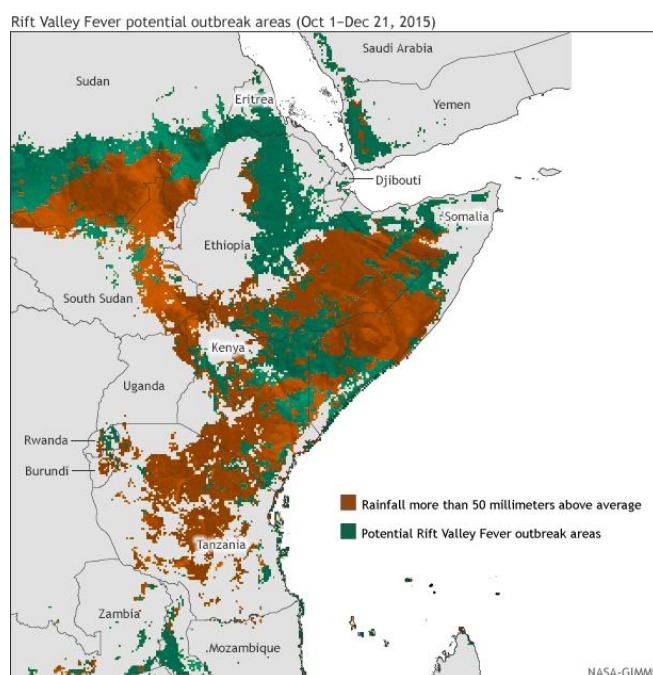 Rift Valley Fever potential outbreak areas (Oct 1–Dec 21, 2015)
Saudi Arabia
Sudan
Eritrea
Yemen
Djibouti
Somalia
Ethiopia
South Sudan
Kenya
Uganda
Rwanda
Burundi
Rainfall more than 50 millimeters above average
Potential Rift Valley Fever outbreak areas
Tanzania
Zambia
Mozambique
NASA-GIMM